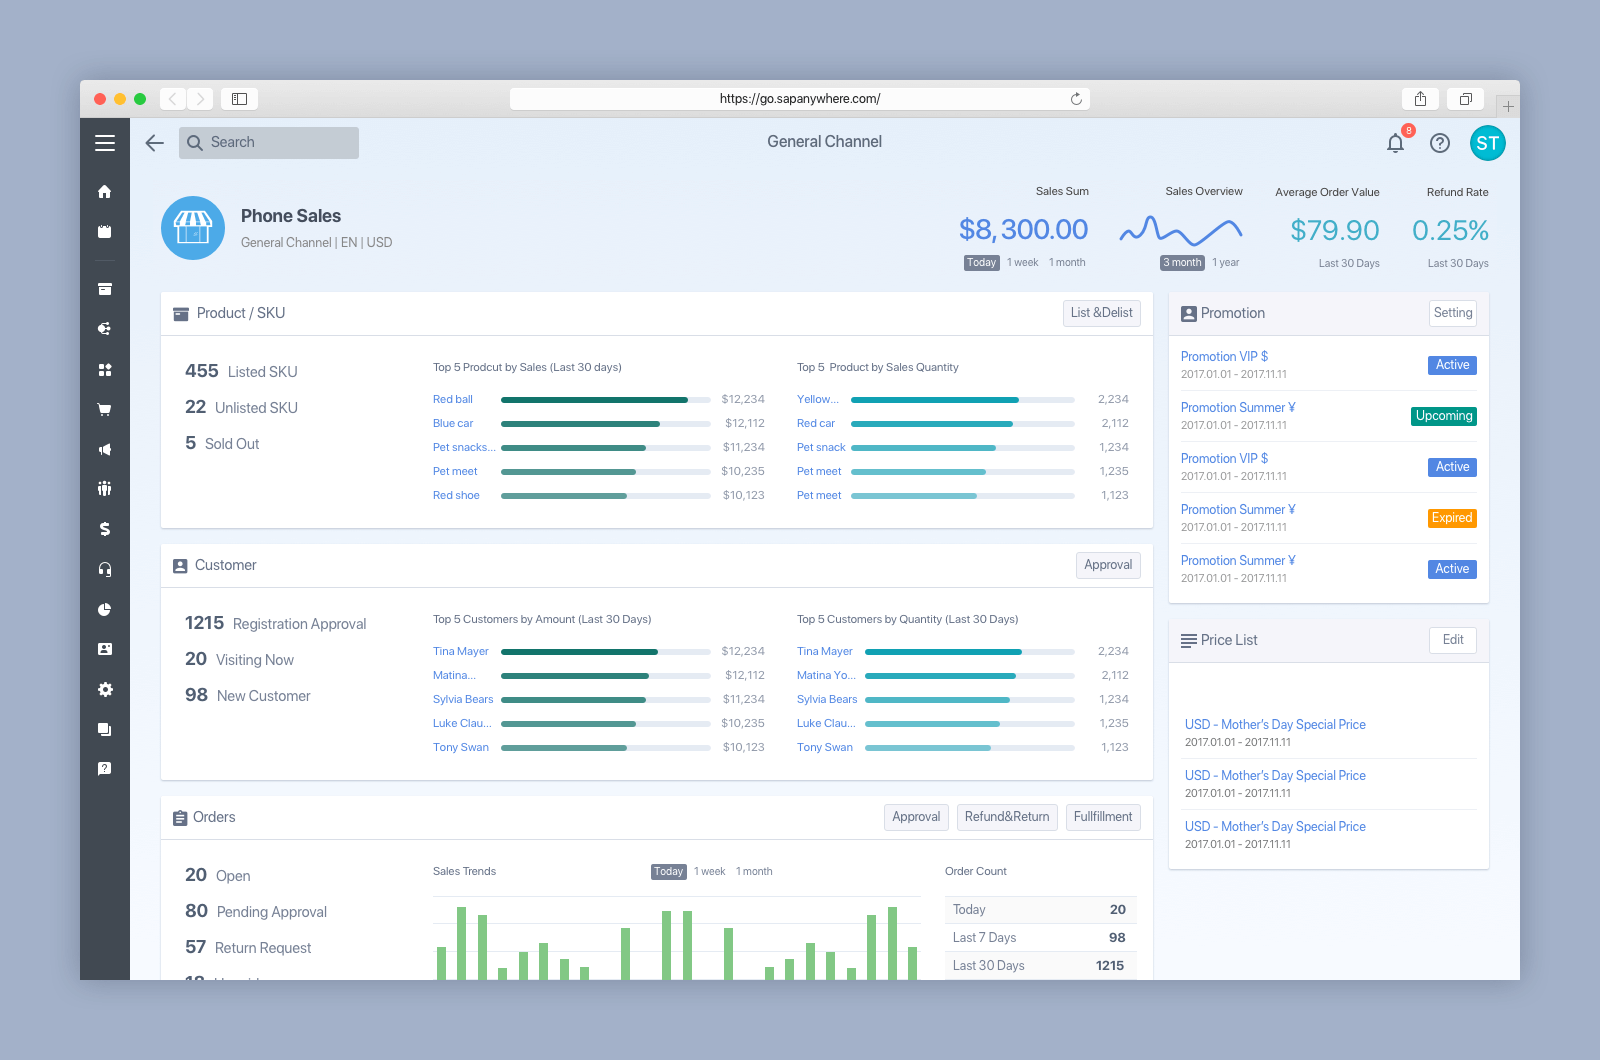 https://go.sapanywhere.com/
Search
General Channel
8
ST
Phone Sales
General Channel | EN | USD
Sales Sum
$8,300.00
Today 1 week 1 month
Sales Overview
3 month 1 year
Average Order Value
$79.90
Last 30 Days
Refund Rate
0.25%
Last 30 Days
Product / SKU
List &Delist
455 Listed SKU
22 Unlisted SKU
5 Sold Out
Top 5 Prodcut by Sales (Last 30 days)
Red ball $12,234
Blue car $12,112
Pet snacks... $11,234
Pet meet $10,235
Red shoe $10,123
Top 5 Product by Sales Quantity
Yellow... 2,234
Red car 2,112
Pet snack 1,234
Pet meet 1,235
Pet meet 1,123
Customer
Approval
1215 Registration Approval
20 Visiting Now
98 New Customer
Top 5 Customers by Amount (Last 30 Days)
Tina Mayer $12,234
Matina... $12,112
Sylvia Bears $11,234
Luke Clau... $10,235
Tony Swan $10,123
Top 5 Customers by Quantity (Last 30 Days)
Tina Mayer 2,234
Matina Yo... 2,112
Sylvia Bears 1,234
Luke Clau... 1,235
Tony Swan 1,123
Orders
Approval Refund&Return Fullfillment
20 Open
80 Pending Approval
57 Return Request
Sales Trends
Today 1 week 1 month
Order Count
Today 20
Last 7 Days 98
Last 30 Days 1215
Promotion
Setting
Promotion VIP $
2017.01.01 - 2017.11.11
Active
Promotion Summer ¥
2017.01.01 - 2017.11.11
Upcoming
Promotion VIP $
2017.01.01 - 2017.11.11
Active
Promotion Summer ¥
2017.01.01 - 2017.11.11
Expired
Promotion Summer ¥
2017.01.01 - 2017.11.11
Active
Price List
Edit
USD - Mother's Day Special Price
2017.01.01 - 2017.11.11
USD - Mother's Day Special Price
2017.01.01 - 2017.11.11
USD - Mother's Day Special Price
2017.01.01 - 2017.11.11